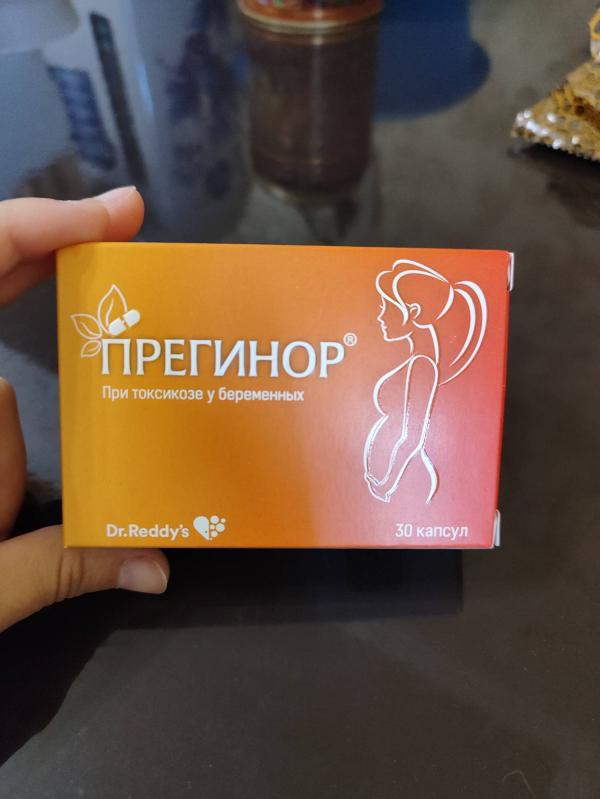 ПРЕГИНОР®
При токсикозе у беременных
Dr.Reddy's
30 капсул